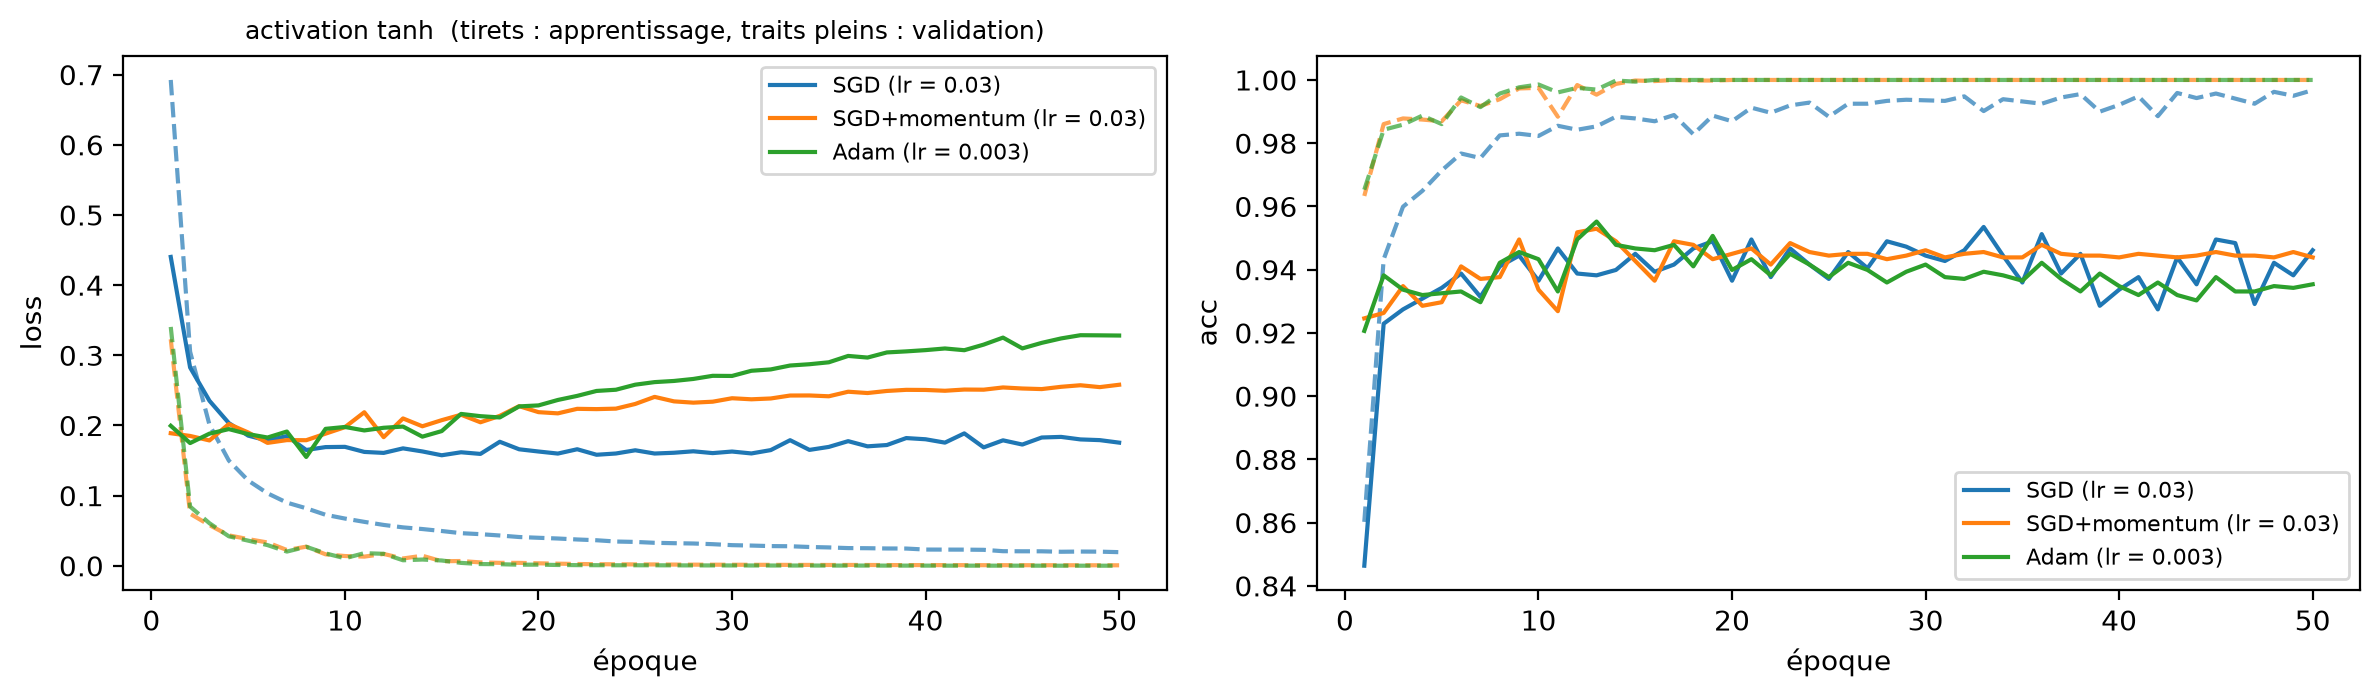 activation tanh  (tirets : apprentissage, traits pleins : validation)
loss
0.7
0.6
0.5
0.4
0.3
0.2
0.1
0.0
SGD (lr = 0.03)
SGD+momentum (lr = 0.03)
Adam (lr = 0.003)
0 10 20 30 40 50
époque
acc
1.00
0.98
0.96
0.94
0.92
0.90
0.88
0.86
0.84
SGD (lr = 0.03)
SGD+momentum (lr = 0.03)
Adam (lr = 0.003)
0 10 20 30 40 50
époque